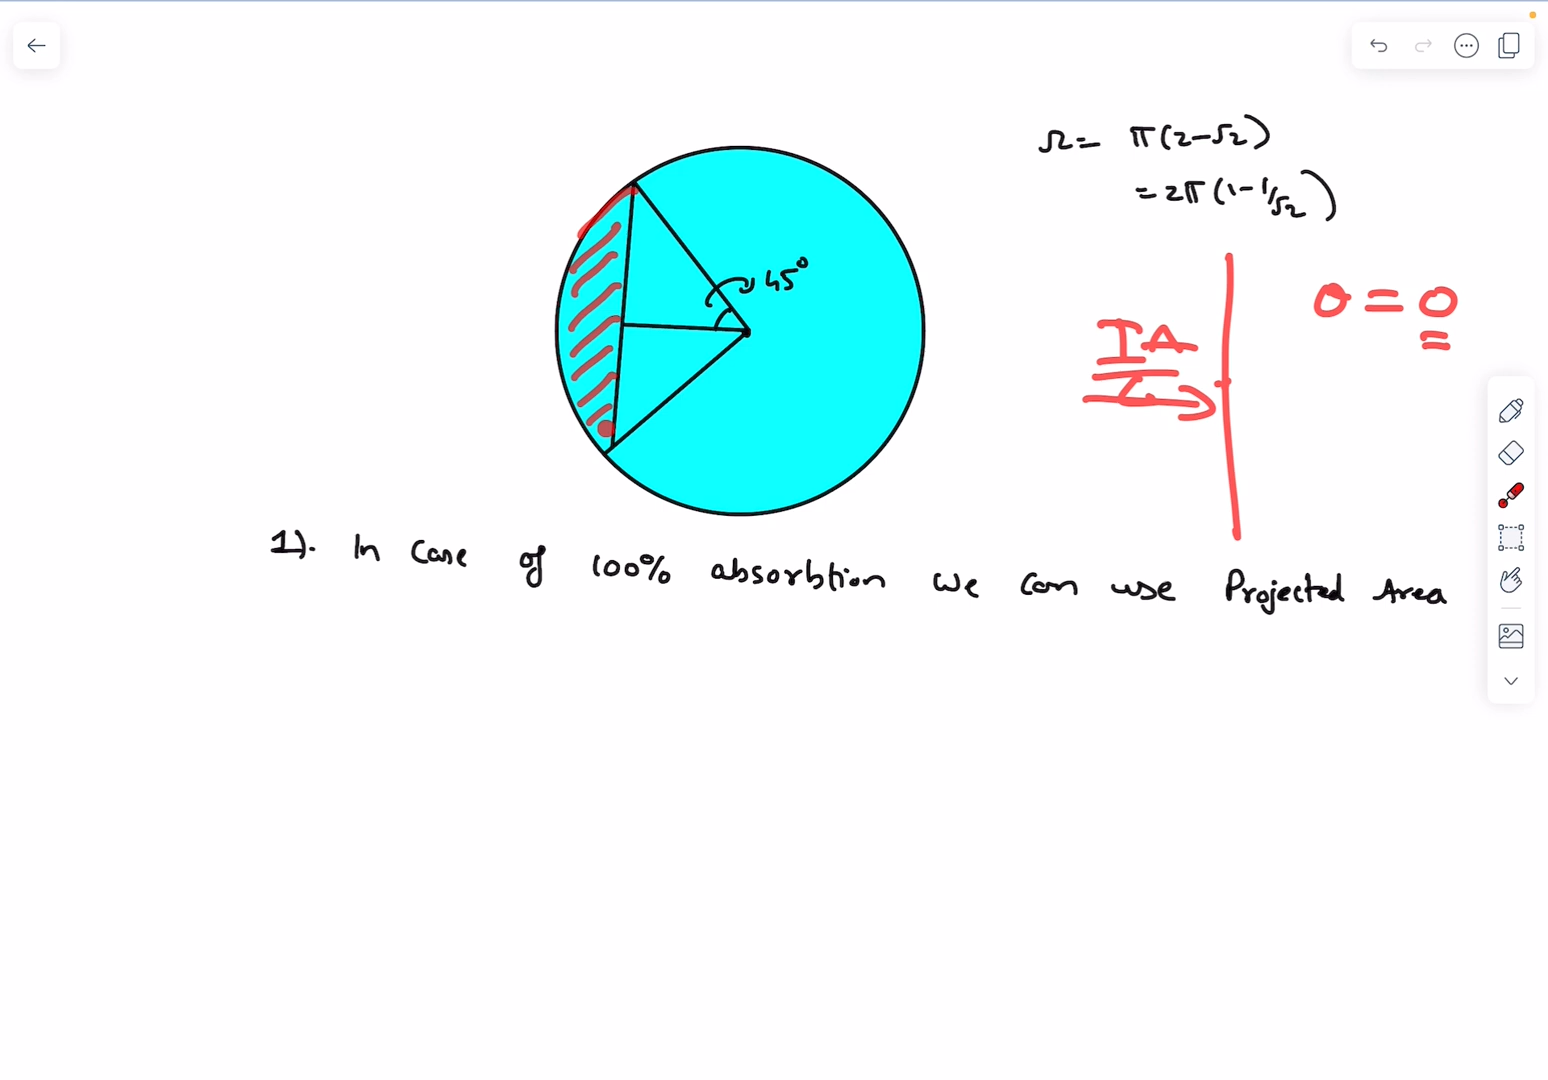 Ω = π(2-√2)
= 2π(1-1/√2)
45°
θ = 0
IA
C
1). In Case of 100% absorbtion we can use Projected Area